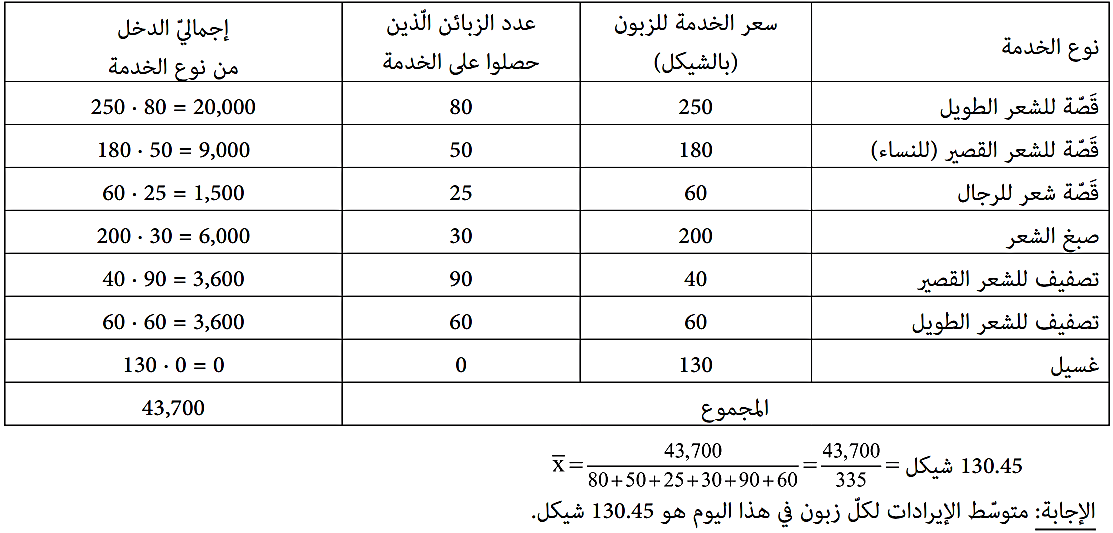 نوع الخدمة | سعر الخدمة للزبون (بالشيكل) | عدد الزبائن الّذين حصلوا على الخدمة | إجماليّ الدخل من نوع الخدمة
قَصّة للشعر الطويل | 250 | 80 | 250 · 80 = 20,000
قَصّة للشعر القصير (للنساء) | 180 | 50 | 180 · 50 = 9,000
قَصّة شعر للرجال | 60 | 25 | 60 · 25 = 1,500
صبغ الشعر | 200 | 30 | 200 · 30 = 6,000
تصفيف للشعر القصير | 40 | 90 | 40 · 90 = 3,600
تصفيف للشعر الطويل | 60 | 60 | 60 · 60 = 3,600
غسيل | 130 | 0 | 130 · 0 = 0
المجموع | 43,700
x̄ = 43,700 / 80+50+25+30+90+60 = 43,700 / 335 = 130.45 شيكل
الإجابة: متوسّط الإيرادات لكلّ زبون في هذا اليوم هو 130.45 شيكل.